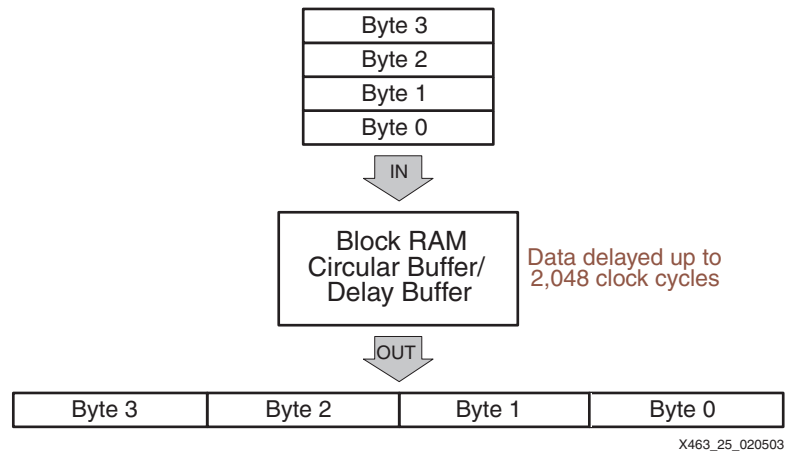 Byte 3
Byte 2
Byte 1
Byte 0
IN
Block RAM
Circular Buffer/
Delay Buffer
Data delayed up to
2,048 clock cycles
OUT
Byte 3 Byte 2 Byte 1 Byte 0
X463_25_020503